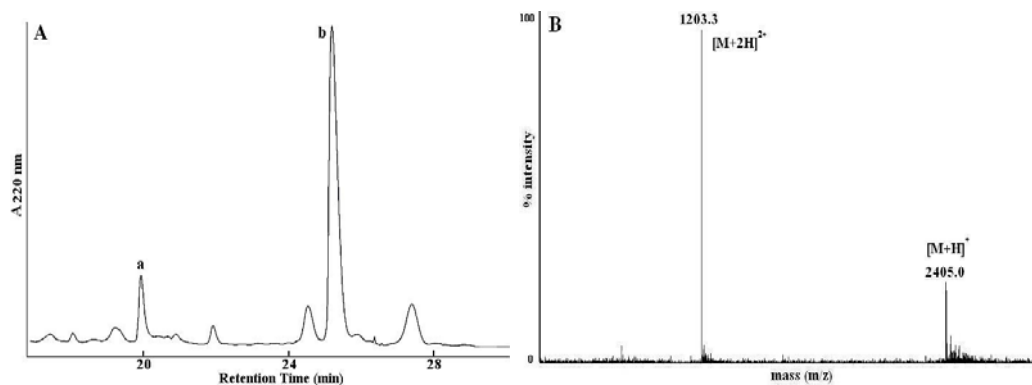 A
b
a
A 220 nm
20
24
28
Retention Time (min)
B
100
1203.3
[M+2H]2+
% intensity
[M+H]+
2405.0
0
mass (m/z)